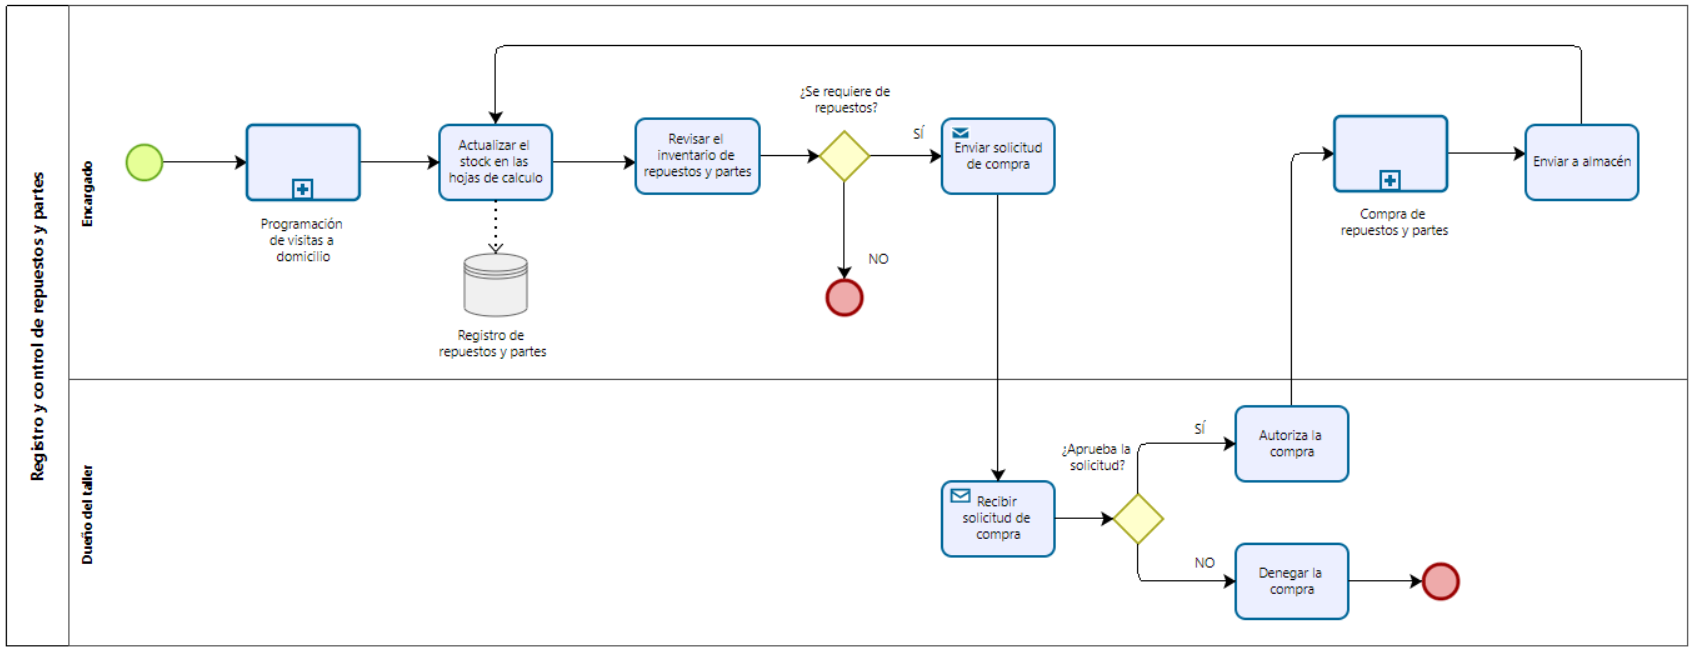 Registro y control de repuestos y partes
Encargado
Programación
de visitas a
domicilio
Actualizar el
stock en las
hojas de calculo
Registro de
repuestos y partes
Revisar el
inventario de
repuestos y partes
¿Se requiere de
repuestos?
SÍ
NO
Enviar solicitud
de compra
Compra de
repuestos y partes
Enviar a almacén
Dueño del taller
Recibir
solicitud de
compra
¿Aprueba la
solicitud?
SÍ
Autoriza la
compra
NO
Denegar la
compra